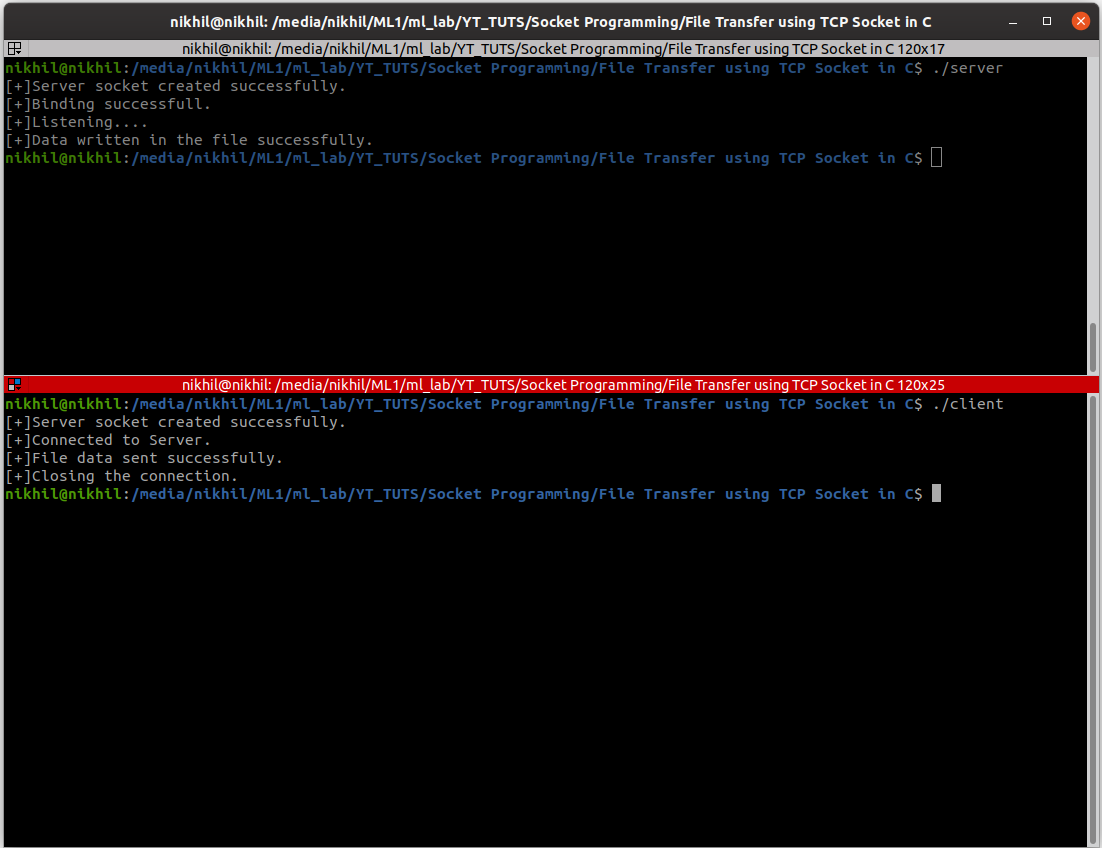 nikhil@nikhil: /media/nikhil/ML1/ml_lab/YT_TUTS/Socket Programming/File Transfer using TCP Socket in C
nikhil@nikhil: /media/nikhil/ML1/ml_lab/YT_TUTS/Socket Programming/File Transfer using TCP Socket in C 120x17
nikhil@nikhil:/media/nikhil/ML1/ml_lab/YT_TUTS/Socket Programming/File Transfer using TCP Socket in C$ ./server
[+]Server socket created successfully.
[+]Binding successfull.
[+]Listening....
[+]Data written in the file successfully.
nikhil@nikhil:/media/nikhil/ML1/ml_lab/YT_TUTS/Socket Programming/File Transfer using TCP Socket in C$
nikhil@nikhil: /media/nikhil/ML1/ml_lab/YT_TUTS/Socket Programming/File Transfer using TCP Socket in C 120x25
nikhil@nikhil:/media/nikhil/ML1/ml_lab/YT_TUTS/Socket Programming/File Transfer using TCP Socket in C$ ./client
[+]Server socket created successfully.
[+]Connected to Server.
[+]File data sent successfully.
[+]Closing the connection.
nikhil@nikhil:/media/nikhil/ML1/ml_lab/YT_TUTS/Socket Programming/File Transfer using TCP Socket in C$